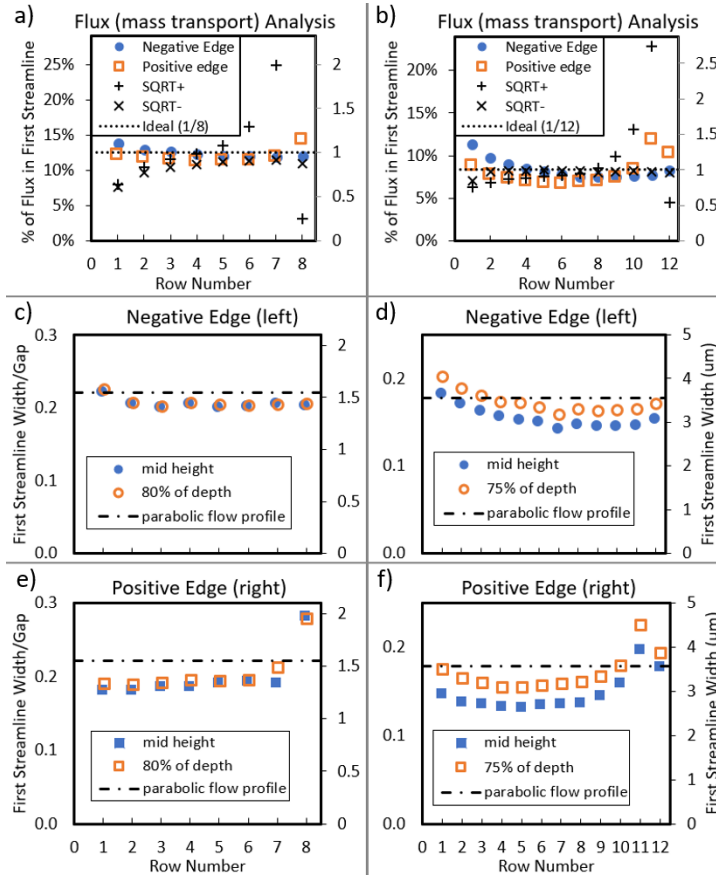 a)
Flux (mass transport) Analysis
% of Flux in First Streamline
25%
20%
15%
10%
5%
0%
Negative Edge
Positive edge
SQRT+
SQRT-
Ideal (1/8)
2
1.5
1
0.5
0
0 1 2 3 4 5 6 7 8
Row Number
b)
Flux (mass transport) Analysis
% of Flux in First Streamline
20%
15%
10%
5%
0%
Negative Edge
Positive edge
SQRT+
SQRT-
Ideal (1/12)
2.5
2
1.5
1
0.5
0
0 2 4 6 8 10 12
Row Number
c)
Negative Edge (left)
First Streamline Width/Gap
0.3
0.2
0.1
0.0
mid height
80% of depth
parabolic flow profile
2
1.5
1
0.5
0
d)
Negative Edge (left)
0.2
0.1
0.0
mid height
75% of depth
parabolic flow profile
5
4
3
2
1
0
First Streamline Width (um)
e)
Positive Edge (right)
First Streamline Width/Gap
0.3
0.2
0.1
0.0
mid height
80% of depth
parabolic flow profile
2
1.5
1
0.5
0
0 1 2 3 4 5 6 7 8
Row Number
f)
Positive Edge (right)
0.2
0.1
0.0
mid height
75% of depth
parabolic flow profile
5
4
3
2
1
0
First Streamline Width (um)
0 1 2 3 4 5 6 7 8 9 10 11 12
Row Number